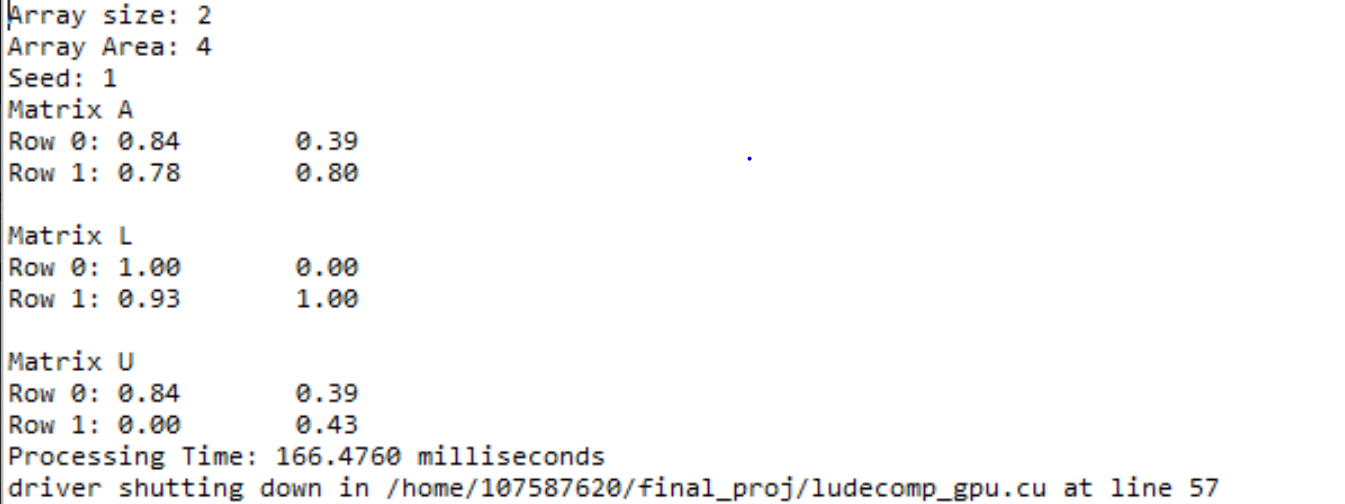 Array size: 2
Array Area: 4
Seed: 1
Matrix A
Row 0: 0.84 0.39
Row 1: 0.78 0.80
Matrix L
Row 0: 1.00 0.00
Row 1: 0.93 1.00
Matrix U
Row 0: 0.84 0.39
Row 1: 0.00 0.43
Processing Time: 166.4760 milliseconds
driver shutting down in /home/107587620/final_proj/ludecomp_gpu.cu at line 57